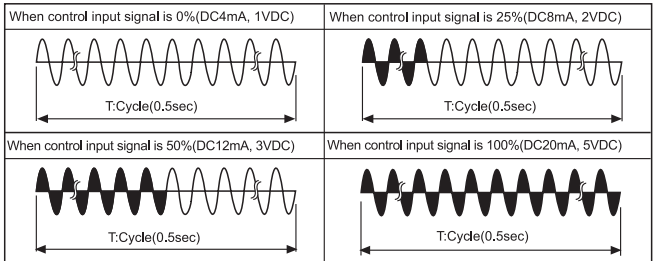 When control input signal is 0%(DC4mA, 1VDC)
T:Cycle(0.5sec)
When control input signal is 25%(DC8mA, 2VDC)
T:Cycle(0.5sec)
When control input signal is 50%(DC12mA, 3VDC)
T:Cycle(0.5sec)
When control input signal is 100%(DC20mA, 5VDC)
T:Cycle(0.5sec)